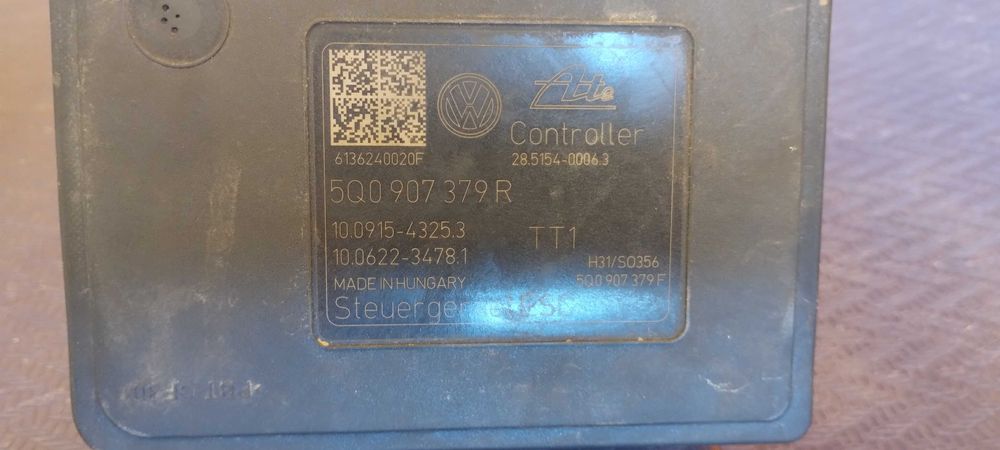 Ate
Controller
6136240020F
28.5154-0006.3
5Q0 907 379 R
10.0915-4325.3
TT1
10.0622-3478.1
H31/SO356
MADE IN HUNGARY
5Q0 907 379 F